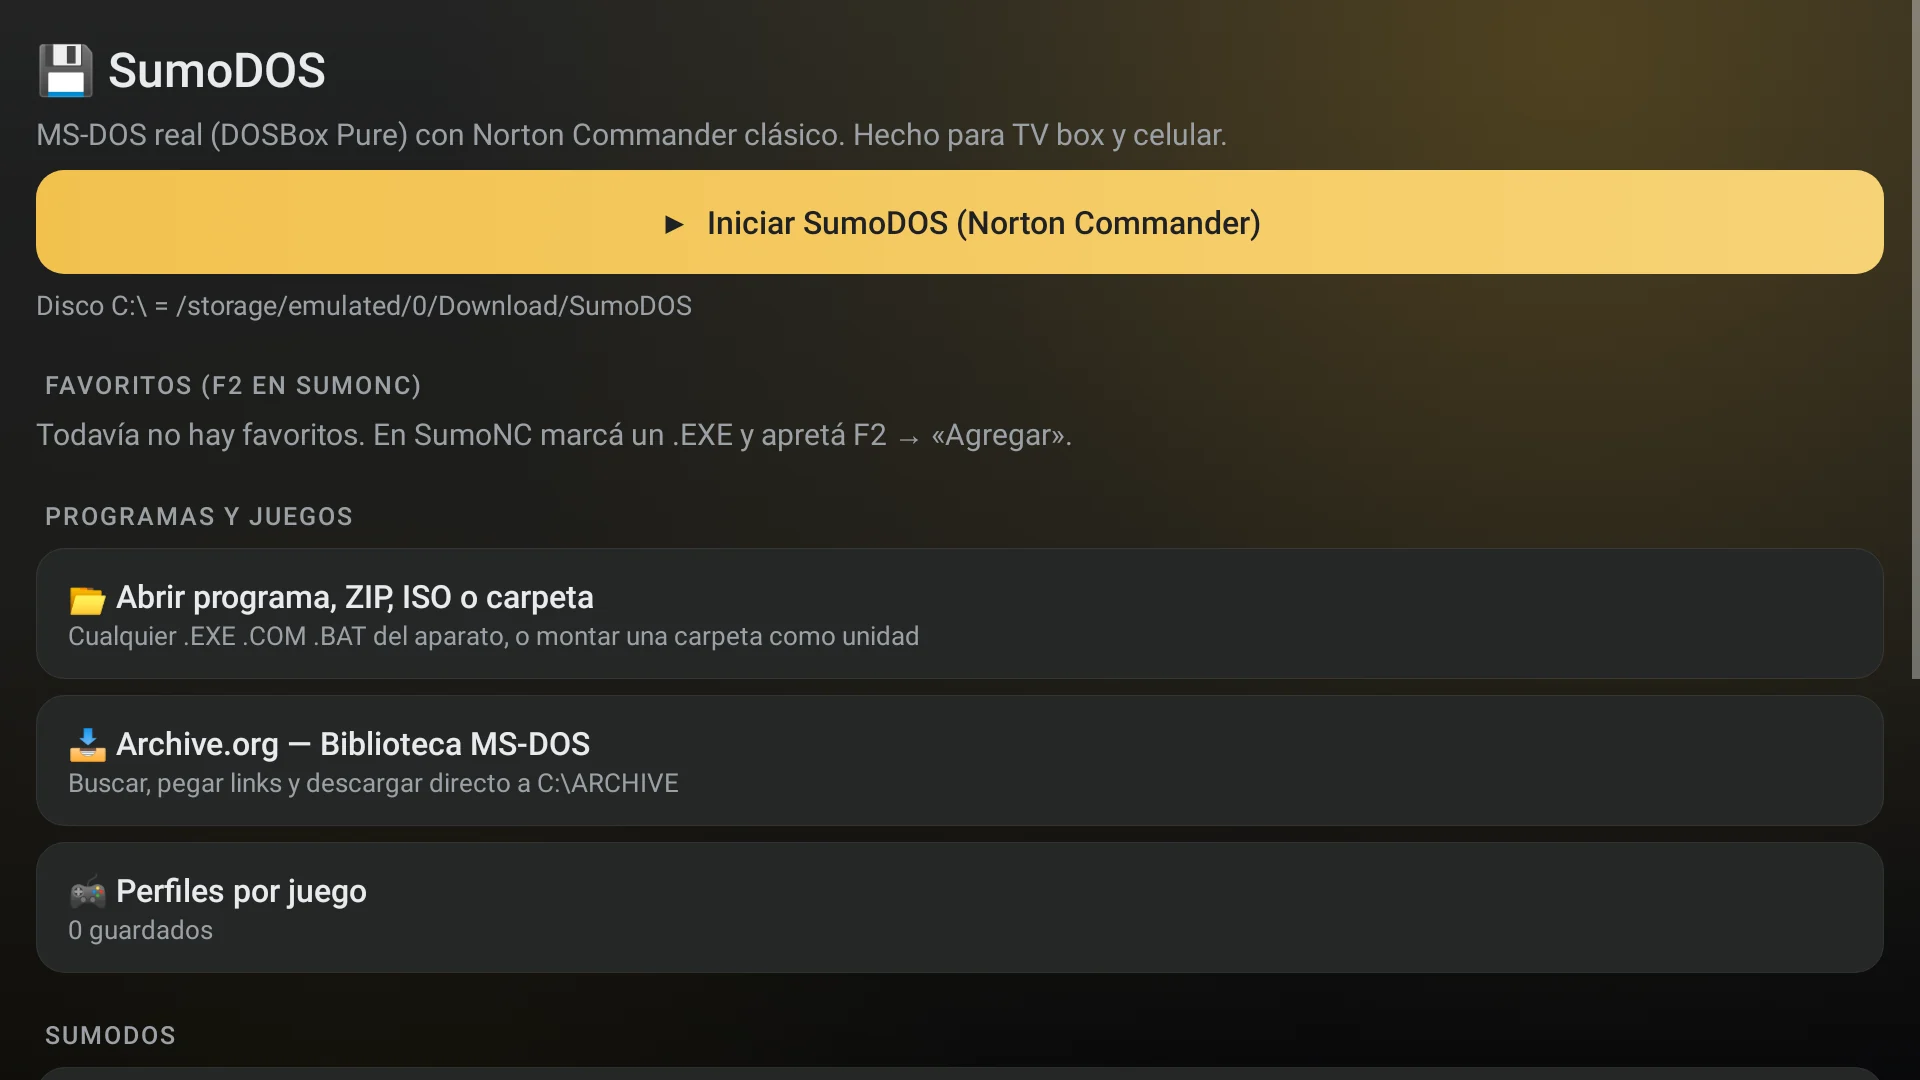 SumoDOS
MS-DOS real (DOSBox Pure) con Norton Commander clásico. Hecho para TV box y celular.
► Iniciar SumoDOS (Norton Commander)
Disco C:\ = /storage/emulated/0/Download/SumoDOS
FAVORITOS (F2 EN SUMONC)
Todavía no hay favoritos. En SumoNC marcá un .EXE y apretá F2 → «Agregar».
PROGRAMAS Y JUEGOS
Abrir programa, ZIP, ISO o carpeta
Cualquier .EXE .COM .BAT del aparato, o montar una carpeta como unidad
Archive.org — Biblioteca MS-DOS
Buscar, pegar links y descargar directo a C:\ARCHIVE
Perfiles por juego
0 guardados
SUMODOS